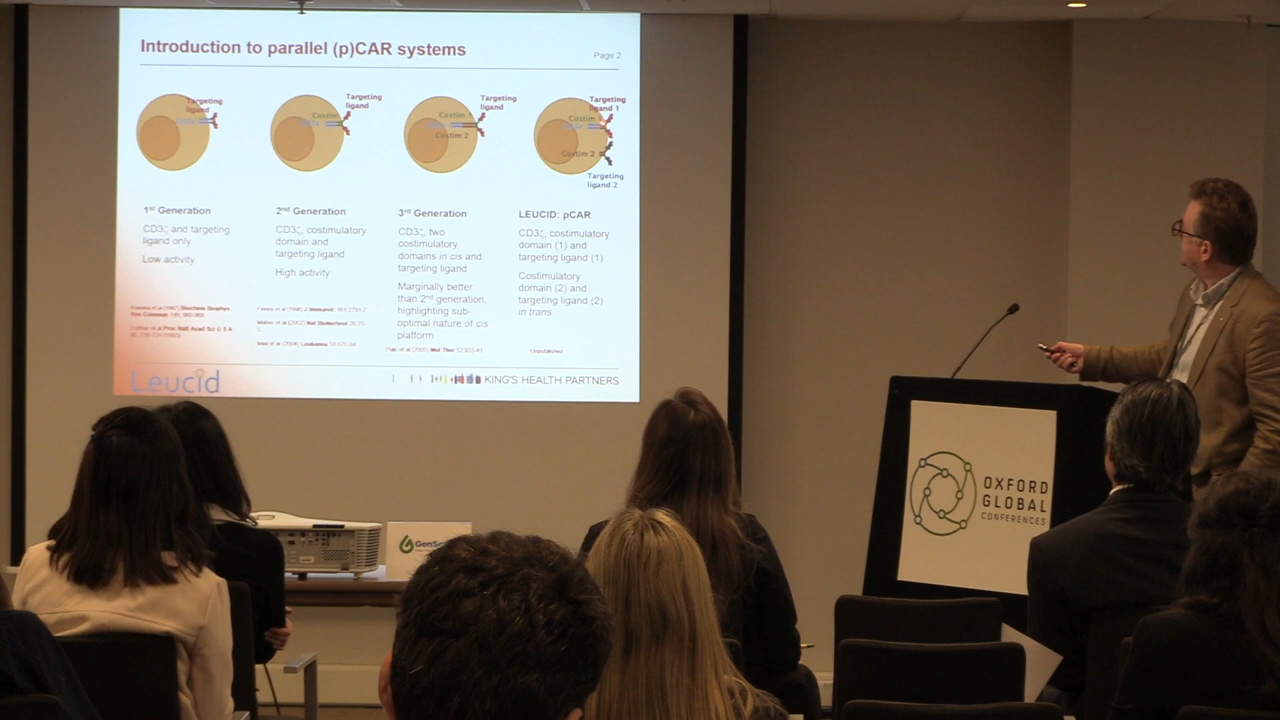 Introduction to parallel (p)CAR systems
Page 2
Targeting
ligand
Targeting
ligand
Costim
Targeting
ligand
Costim 1
Costim 2
Targeting
ligand 1
Costim 1
Costim 2
Targeting
ligand 2
1st Generation
CD3ζ and targeting
ligand only
Low activity
2nd Generation
CD3ζ, costimulatory
domain and
targeting ligand
High activity
3rd Generation
CD3ζ, two
costimulatory
domains in cis and
targeting ligand
Marginally better
than 2nd generation,
highlighting sub-
optimal nature of cis
platform
LEUCID: pCAR
CD3ζ, costimulatory
domain (1) and
targeting ligand (1)
Costimulatory
domain (2) and
targeting ligand (2)
in trans
Unpublished
Leucid
KING'S HEALTH PARTNERS
OXFORD
GLOBAL
CONFERENCES